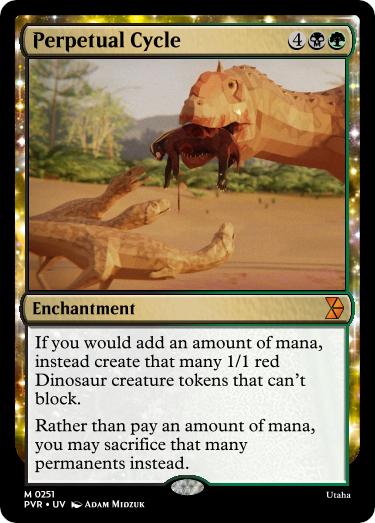 Perpetual Cycle 4
Enchantment
If you would add an amount of mana,
instead create that many 1/1 red
Dinosaur creature tokens that can't
block.
Rather than pay an amount of mana,
you may sacrifice that many
permanents instead.
M 0251
Utaha
PVR • UV Adam Midzuk